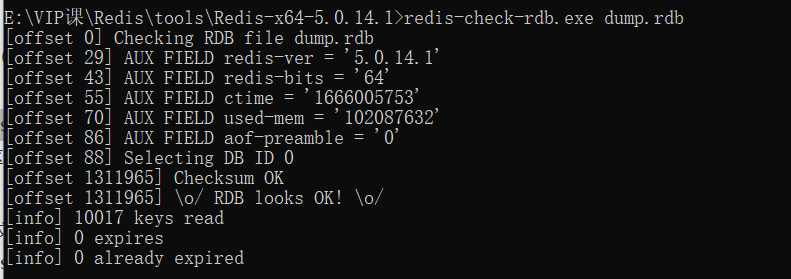 E:\VIP课\Redis\tools\Redis-x64-5.0.14.1>redis-check-rdb.exe dump.rdb
[offset 0] Checking RDB file dump.rdb
[offset 29] AUX FIELD redis-ver = '5.0.14.1'
[offset 43] AUX FIELD redis-bits = '64'
[offset 55] AUX FIELD ctime = '1666005753'
[offset 70] AUX FIELD used-mem = '102087632'
[offset 86] AUX FIELD aof-preamble = '0'
[offset 88] Selecting DB ID 0
[offset 1311965] Checksum OK
[offset 1311965] \o/ RDB looks OK! \o/
[info] 10017 keys read
[info] 0 expires
[info] 0 already expired